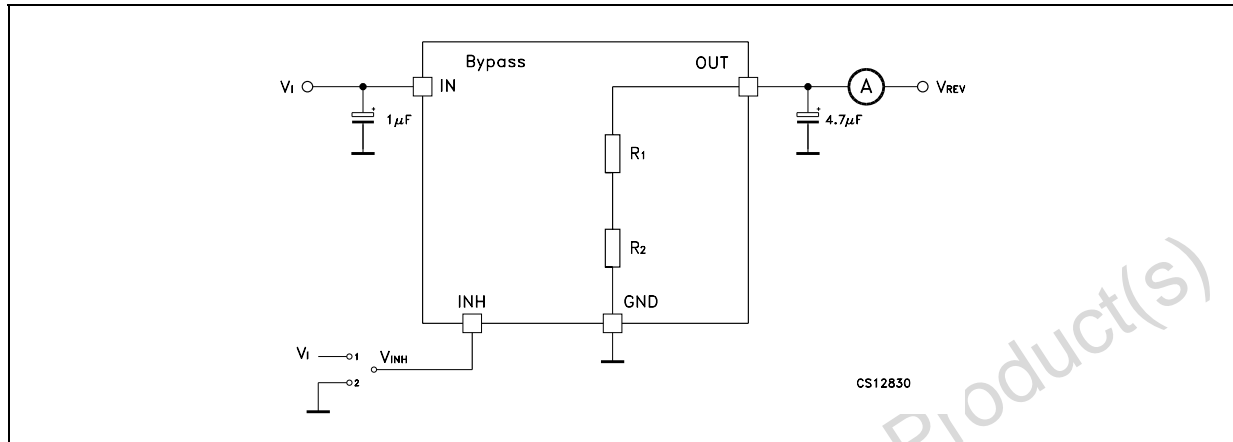 Bypass
OUT
VI
IN
1µF
+
A
VREV
4.7µF
+
R1
R2
INH
GND
VI
1
VINH
2
CS12830
Product(s)